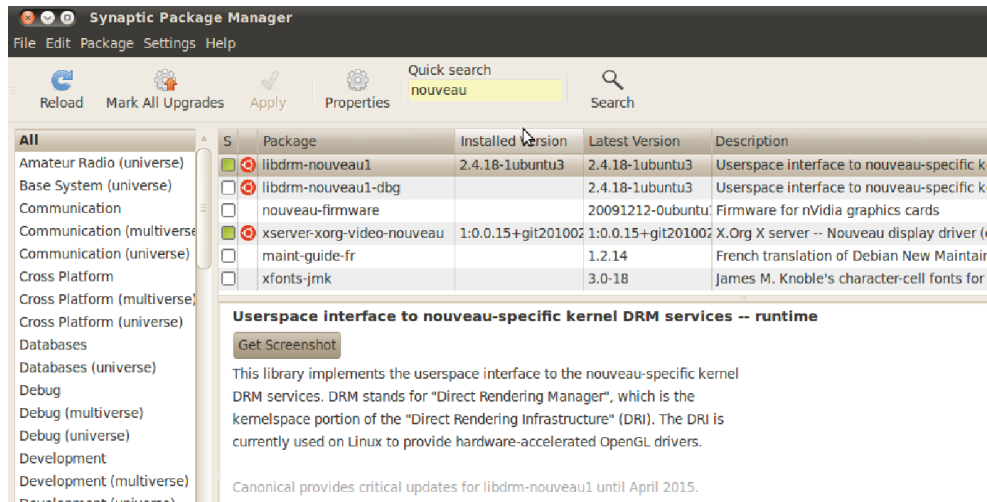 Synaptic Package Manager
File Edit Package Settings Help
Quick search
nouveau
Reload Mark All Upgrades Apply Properties Search
All
Amateur Radio (universe)
Base System (universe)
Communication
Communication (multiverse
Communication (universe)
Cross Platform
Cross Platform (multiverse)
Cross Platform (universe)
Databases
Databases (universe)
Debug
Debug (multiverse)
Debug (universe)
Development
Development (multiverse)
Development (universe)
S Package Installed Version Latest Version Description
libdrm-nouveau1 2.4.18-1ubuntu3 2.4.18-1ubuntu3 Userspace interface to nouveau-specific k
libdrm-nouveau1-dbg 2.4.18-1ubuntu3 Userspace interface to nouveau-specific k
nouveau-firmware 20091212-0ubuntu Firmware for nVidia graphics cards
xserver-xorg-video-nouveau 1:0.0.15+git201002 1:0.0.15+git201002 X.Org X server -- Nouveau display driver (
maint-guide-fr 1.2.14 French translation of Debian New Maintain
xfonts-jmk 3.0-18 James M. Knoble's character-cell fonts for
Userspace interface to nouveau-specific kernel DRM services -- runtime
Get Screenshot
This library implements the userspace interface to the nouveau-specific kernel
DRM services. DRM stands for "Direct Rendering Manager", which is the
kernelspace portion of the "Direct Rendering Infrastructure" (DRI). The DRI is
currently used on Linux to provide hardware-accelerated OpenGL drivers.
Canonical provides critical updates for libdrm-nouveau1 until April 2015.